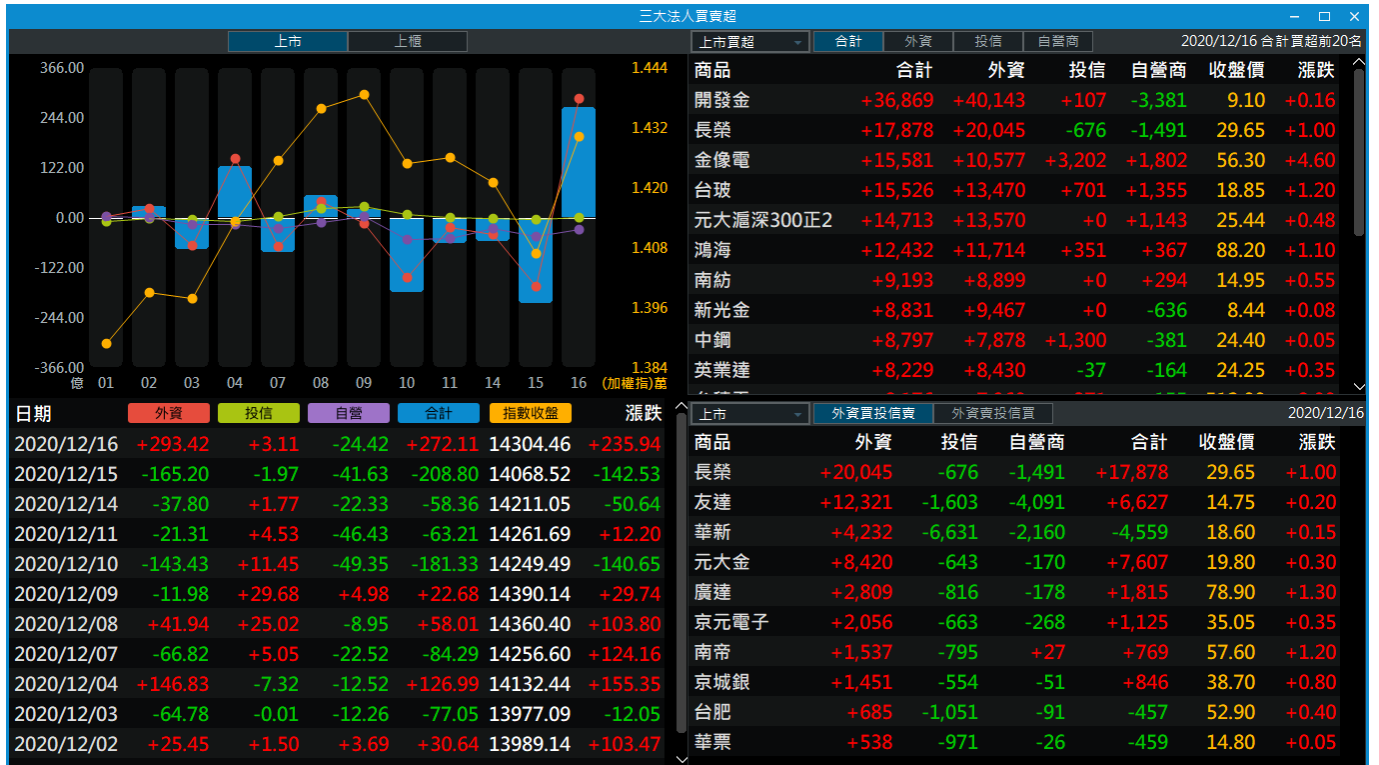 三大法人買賣超
上市 上櫃
366.00 1.444
244.00 1.432
122.00 1.420
0.00 1.408
-122.00
-244.00 1.396
-366.00 1.384
億 01 02 03 04 07 08 09 10 11 14 15 16 (加權指)萬
日期 外資 投信 自營 合計 指數收盤 漲跌
2020/12/16 +293.42 +3.11 -24.42 +272.11 14304.46 +235.94
2020/12/15 -165.20 -1.97 -41.63 -208.80 14068.52 -142.53
2020/12/14 -37.80 +1.77 -22.33 -58.36 14211.05 -50.64
2020/12/11 -21.31 +4.53 -46.43 -63.21 14261.69 +12.20
2020/12/10 -143.43 +11.45 -49.35 -181.33 14249.49 -140.65
2020/12/09 -11.98 +29.68 +4.98 +22.68 14390.14 +29.74
2020/12/08 +41.94 +25.02 -8.95 +58.01 14360.40 +103.80
2020/12/07 -66.82 +5.05 -22.52 -84.29 14256.60 +124.16
2020/12/04 +146.83 -7.32 -12.52 +126.99 14132.44 +155.35
2020/12/03 -64.78 -0.01 -12.26 -77.05 13977.09 -12.05
2020/12/02 +25.45 +1.50 +3.69 +30.64 13989.14 +103.47
上市買超 合計 外資 投信 自營商 2020/12/16 合計買超前20名
商品 合計 外資 投信 自營商 收盤價 漲跌
開發金 +36,869 +40,143 +107 -3,381 9.10 +0.16
長榮 +17,878 +20,045 -676 -1,491 29.65 +1.00
金像電 +15,581 +10,577 +3,202 +1,802 56.30 +4.60
台玻 +15,526 +13,470 +701 +1,355 18.85 +1.20
元大滬深300正2 +14,713 +13,570 +0 +1,143 25.44 +0.48
鴻海 +12,432 +11,714 +351 +367 88.20 +1.10
南紡 +9,193 +8,899 +0 +294 14.95 +0.55
新光金 +8,831 +9,467 +0 -636 8.44 +0.08
中鋼 +8,797 +7,878 +1,300 -381 24.40 +0.05
英業達 +8,229 +8,430 -37 -164 24.25 +0.35
上市 外資買投信賣 外資賣投信買 2020/12/16
商品 外資 投信 自營商 合計 收盤價 漲跌
長榮 +20,045 -676 -1,491 +17,878 29.65 +1.00
友達 +12,321 -1,603 -4,091 +6,627 14.75 +0.20
華新 +4,232 -6,631 -2,160 -4,559 18.60 +0.15
元大金 +8,420 -643 -170 +7,607 19.80 +0.30
廣達 +2,809 -816 -178 +1,815 78.90 +1.30
京元電子 +2,056 -663 -268 +1,125 35.05 +0.35
南帝 +1,537 -795 +27 +769 57.60 +1.20
京城銀 +1,451 -554 -51 +846 38.70 +0.80
台肥 +685 -1,051 -91 -457 52.90 +0.40
華票 +538 -971 -26 -459 14.80 +0.05